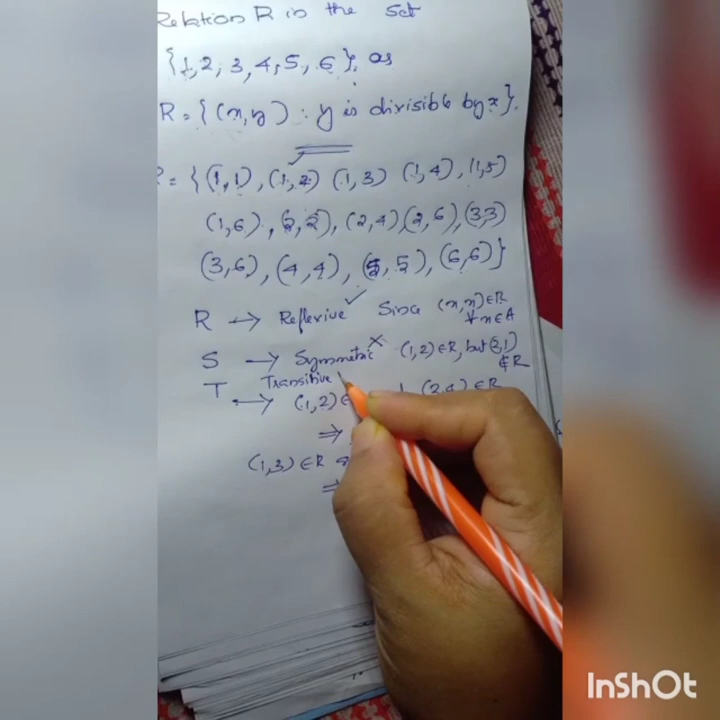 Relation R in the set
{1, 2, 3, 4, 5, 6}, as
R = {(x,y) : y is divisible by x}.
= {(1,1), (1,2) (1,3) (1,4), (1,5)
(1,6), (2,2), (2,4) (2,6), (3,3)
(3,6), (4,4), (5,5), (6,6)}
R → Reflexive ✓ Since (x,x)∈R
∀ x∈A
S → Symmetric × (1,2)∈R, but (2,1)
∉R
T Transitive
→ (1,2)∈ (2,4)∈R
⇒
(1,3)∈R
⇒
InShOt